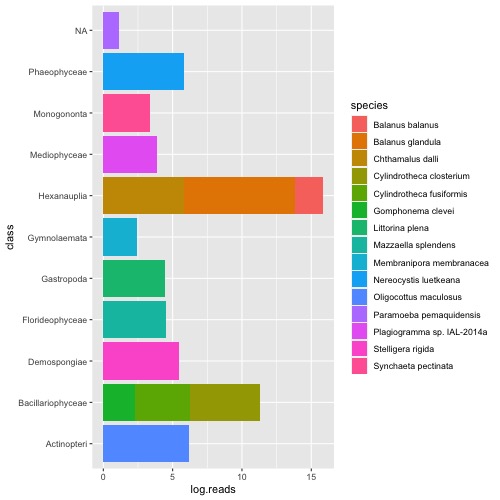 class
NA
Phaeophyceae
Monogononta
Mediophyceae
Hexanauplia
Gymnolaemata
Gastropoda
Florideophyceae
Demospongiae
Bacillariophyceae
Actinopteri
0 5 10 15
log.reads
species
Balanus balanus
Balanus glandula
Chthamalus dalli
Cylindrotheca closterium
Cylindrotheca fusiformis
Gomphonema clevei
Littorina plena
Mazzaella splendens
Membranipora membranacea
Nereocystis luetkeana
Oligocottus maculosus
Paramoeba pemaquidensis
Plagiogramma sp. IAL-2014a
Stelligera rigida
Synchaeta pectinata